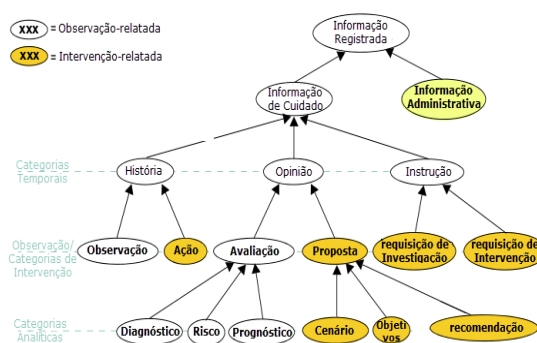 xxx = Observação-relatada
xxx = Intervenção-relatada
Informação
Registrada
Informação
de Cuidado
Informação
Administrativa
Categorias
Temporais
História
Opinião
Instrução
Observação/
Categorias de
Intervenção
Observação
Ação
Avaliação
Proposta
requisição de
Investigação
requisição de
Intervenção
Categorias
Analíticas
Diagnóstico
Risco
Prognóstico
Cenário
Objeti
vos
recomendação